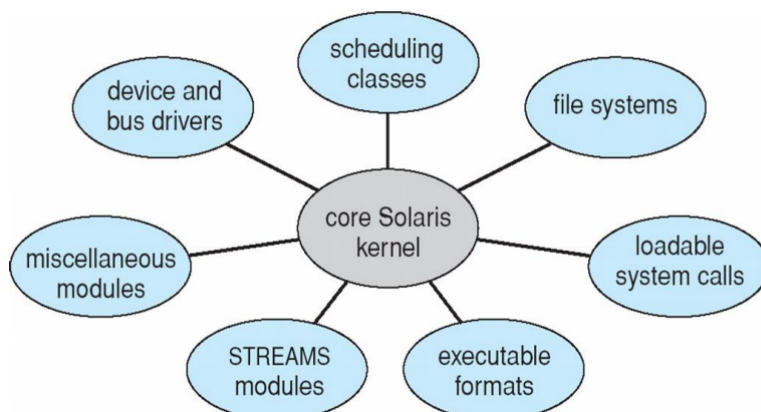 scheduling
classes
device and
bus drivers
file systems
core Solaris
kernel
miscellaneous
modules
loadable
system calls
STREAMS
modules
executable
formats